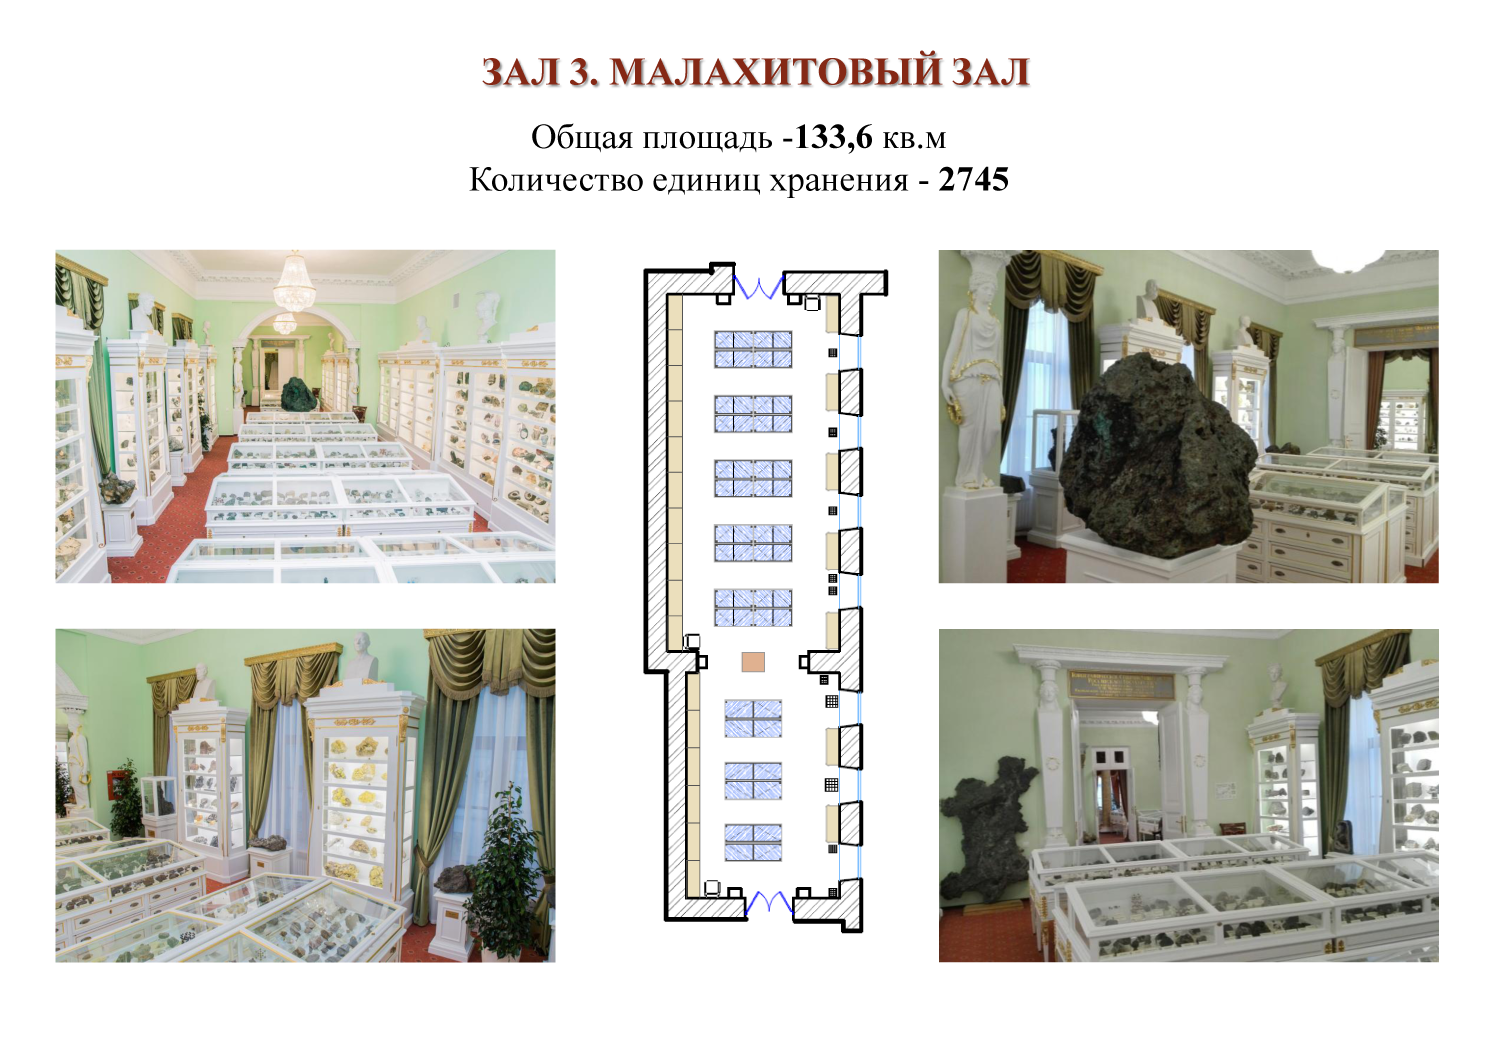 ЗАЛ 3. МАЛАХИТОВЫЙ ЗАЛ
Общая площадь -133,6 кв.м
Количество единиц хранения - 2745